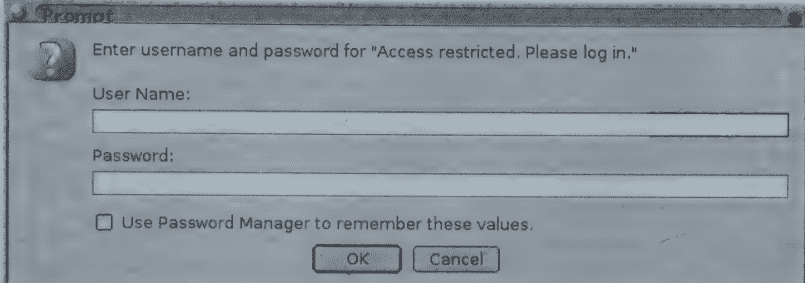 Prompt
Enter username and password for "Access restricted. Please log in."
User Name:
Password:
Use Password Manager to remember these values.
OK
Cancel